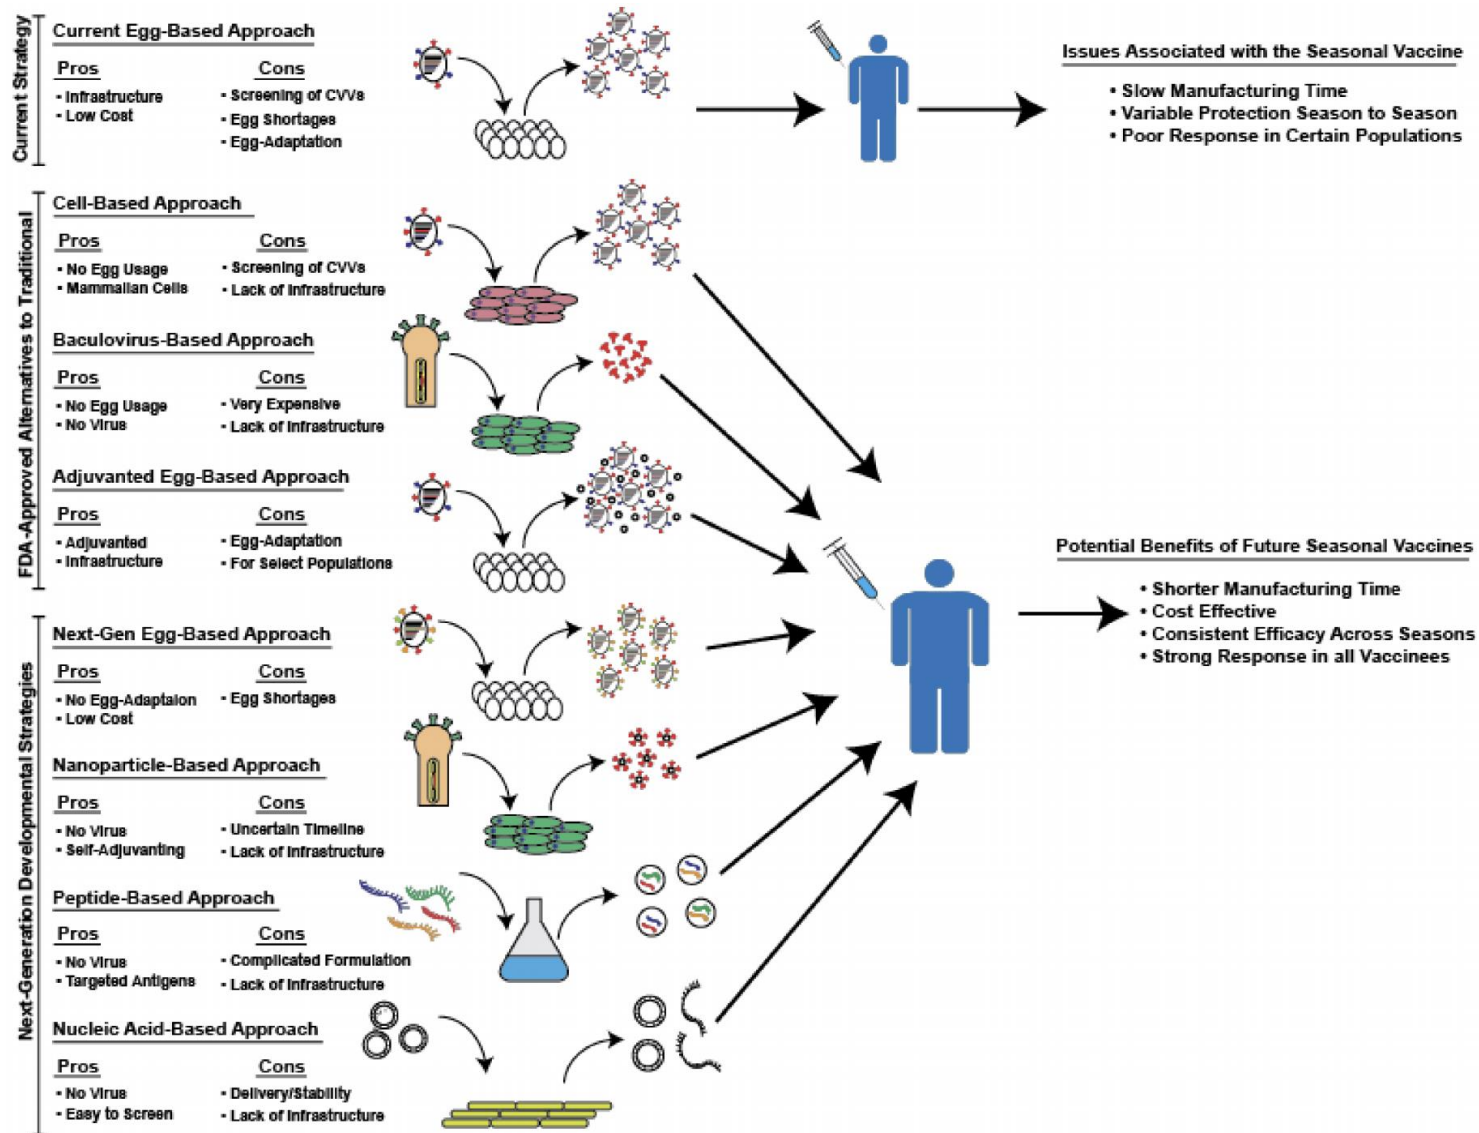 Current Strategy
Current Egg-Based Approach
Pros
- Infrastructure
- Low Cost
Cons
- Screening of CVVs
- Egg Shortages
- Egg-Adaptation
Issues Associated with the Seasonal Vaccine
• Slow Manufacturing Time
• Variable Protection Season to Season
• Poor Response in Certain Populations
FDA-Approved Alternatives to Traditional
Cell-Based Approach
Pros
- No Egg Usage
- Mammalian Cells
Cons
- Screening of CVVs
- Lack of Infrastructure
Baculovirus-Based Approach
Pros
- No Egg Usage
- No Virus
Cons
- Very Expensive
- Lack of Infrastructure
Adjuvanted Egg-Based Approach
Pros
- Adjuvanted
- Infrastructure
Cons
- Egg-Adaptation
- For Select Populations
Next-Generation Developmental Strategies
Next-Gen Egg-Based Approach
Pros
- No Egg-Adaptaion
- Low Cost
Cons
- Egg Shortages
Nanoparticle-Based Approach
Pros
- No Virus
- Self-Adjuvanting
Cons
- Uncertain Timeline
- Lack of Infrastructure
Peptide-Based Approach
Pros
- No Virus
- Targeted Antigens
Cons
- Complicated Formulation
- Lack of Infrastructure
Nucleic Acid-Based Approach
Pros
- No Virus
- Easy to Screen
Cons
- Delivery/Stability
- Lack of Infrastructure
Potential Benefits of Future Seasonal Vaccines
• Shorter Manufacturing Time
• Cost Effective
• Consistent Efficacy Across Seasons
• Strong Response in all Vaccinees